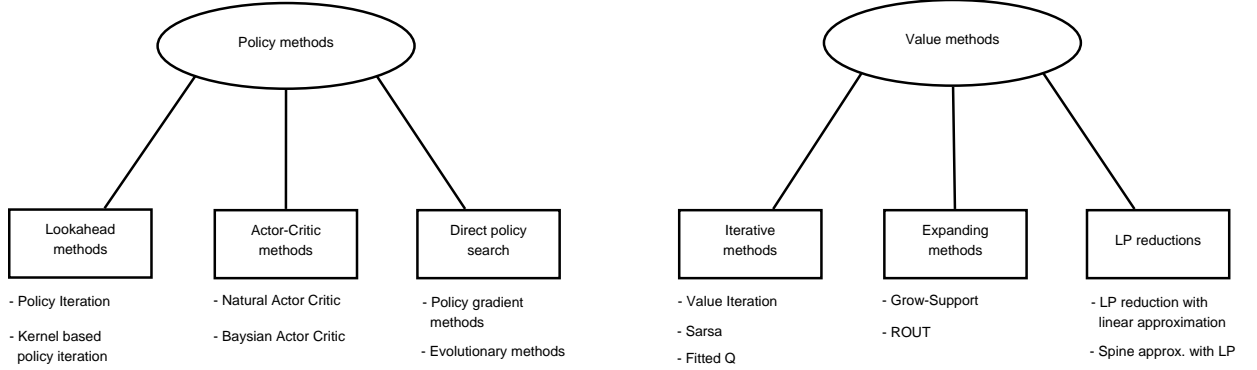 Policy methods
Lookahead
methods
Actor-Critic
methods
Direct policy
search
- Policy Iteration
- Kernel based
policy iteration
- Natural Actor Critic
- Baysian Actor Critic
- Policy gradient
methods
- Evolutionary methods
Value methods
Iterative
methods
Expanding
methods
LP reductions
- Value Iteration
- Sarsa
- Fitted Q
- Grow-Support
- ROUT
- LP reduction with
linear approximation
- Spine approx. with LP